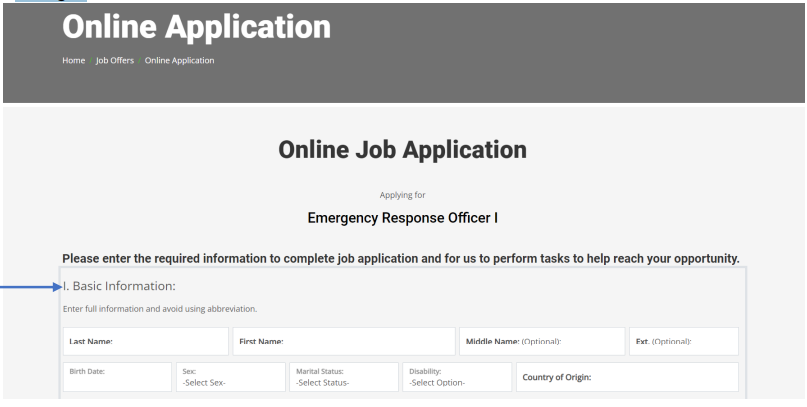 Online Application
Home / Job Offers / Online Application
Online Job Application
Applying for
Emergency Response Officer I
Please enter the required information to complete job application and for us to perform tasks to help reach your opportunity.
I. Basic Information:
Enter full information and avoid using abbreviation.
Last Name: First Name: Middle Name: (Optional): Ext. (Optional):
Birth Date: Sex: Marital Status: Disability: Country of Origin:
-Select Sex- -Select Status- -Select Option-